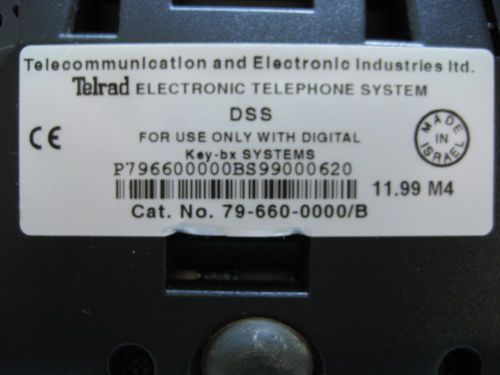 Telecommunication and Electronic Industries ltd.
Telrad ELECTRONIC TELEPHONE SYSTEM
DSS
CE
FOR USE ONLY WITH DIGITAL
Key-bx SYSTEMS
MADE
IN
ISRAEL
P796600000BS99000620
11.99 M4
Cat. No. 79-660-0000/B